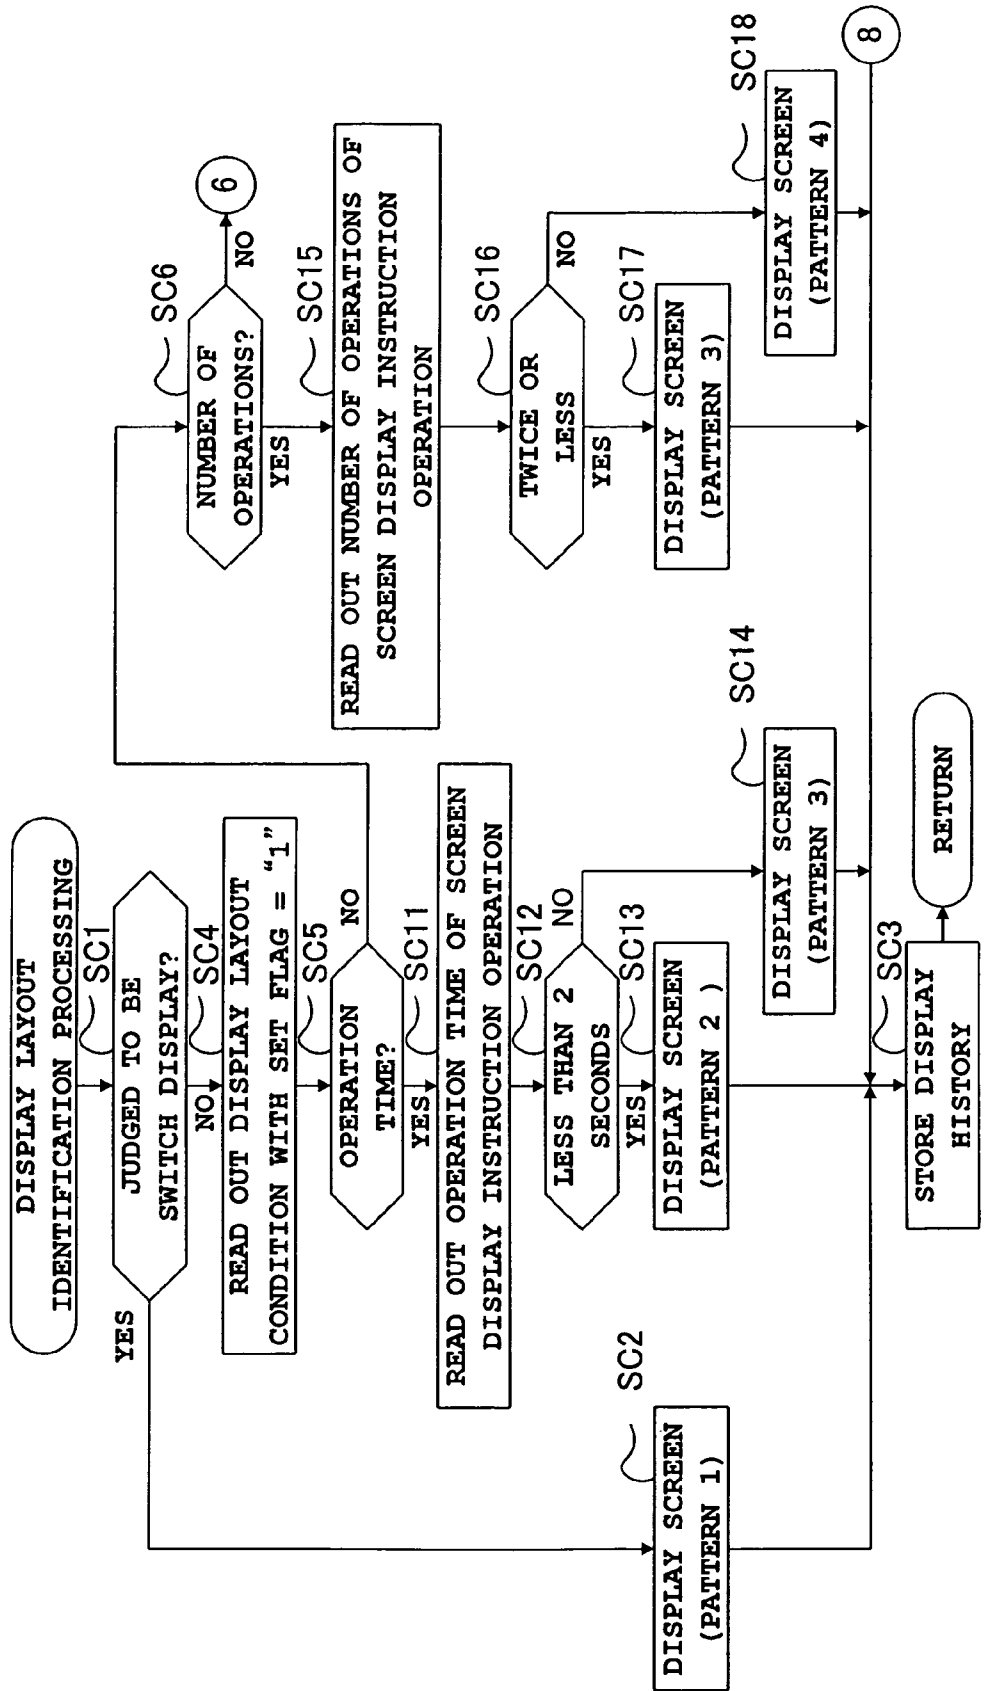 DISPLAY LAYOUT
IDENTIFICATION PROCESSING
SC1
JUDGED TO BE
SWITCH DISPLAY?
YES
NO
SC4
READ OUT DISPLAY LAYOUT
CONDITION WITH SET FLAG = “1”
SC5
OPERATION
TIME?
NO
YES
SC11
READ OUT OPERATION TIME OF SCREEN
DISPLAY INSTRUCTION OPERATION
SC12
LESS THAN 2
SECONDS
NO
YES
SC13
DISPLAY SCREEN
(PATTERN 2 )
SC14
DISPLAY SCREEN
(PATTERN 3)
SC2
DISPLAY SCREEN
(PATTERN 1)
SC6
NUMBER OF
OPERATIONS?
NO
6
YES
SC15
READ OUT NUMBER OF OPERATIONS OF
SCREEN DISPLAY INSTRUCTION
OPERATION
SC16
TWICE OR
LESS
NO
YES
SC17
DISPLAY SCREEN
(PATTERN 3)
SC18
DISPLAY SCREEN
(PATTERN 4)
8
SC3
STORE DISPLAY
HISTORY
RETURN